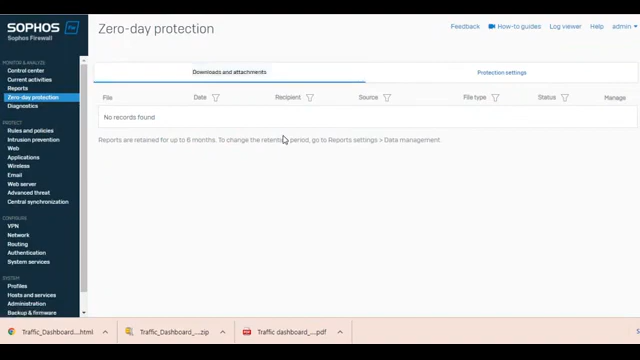 SOPHOS
Sophos Firewall
Zero-day protection
Feedback
How-to guides
Log viewer
Help
admin
MONITOR & ANALYZE
Control center
Current activities
Reports
Zero-day protection
Diagnostics
PROTECT
Rules and policies
Intrusion prevention
Web
Applications
Wireless
Email
Web server
Advanced threat
Central synchronization
CONFIGURE
VPN
Network
Routing
Authentication
System services
SYSTEM
Profiles
Hosts and services
Administration
Backup & firmware
Downloads and attachments
Protection settings
File Date Recipient Source File type Status Manage
No records found
Reports are retained for up to 6 months. To change the retention period, go to Reports settings > Data management.
Traffic_Dashboard....html
Traffic_Dashboard_....zip
Traffic dashboard_....pdf